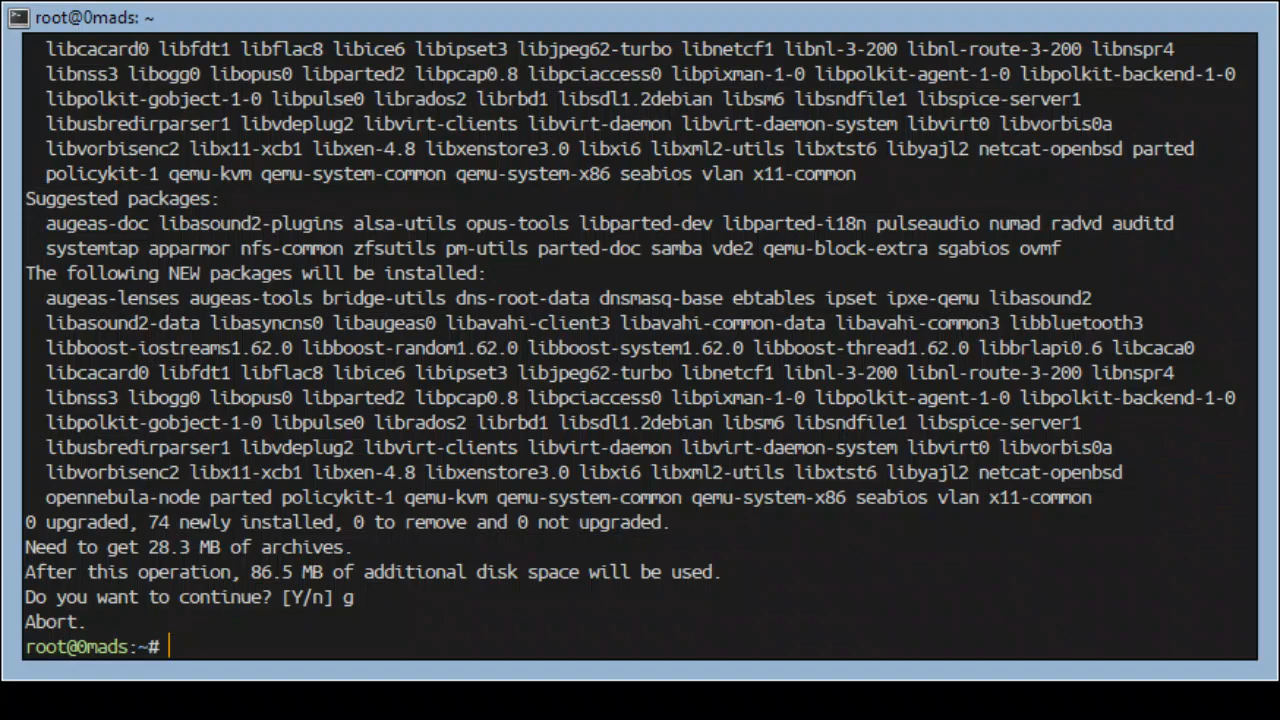 root@0mads: ~
libcacard0 libfdt1 libflac8 libice6 libipset3 libjpeg62-turbo libnetcf1 libnl-3-200 libnl-route-3-200 libnspr4
libnss3 libogg0 libopus0 libparted2 libpcap0.8 libpciaccess0 libpixman-1-0 libpolkit-agent-1-0 libpolkit-backend-1-0
libpolkit-gobject-1-0 libpulse0 librados2 librbd1 libsdl1.2debian libsm6 libsndfile1 libspice-server1
libusbredirparser1 libvdeplug2 libvirt-clients libvirt-daemon libvirt-daemon-system libvirt0 libvorbis0a
libvorbisenc2 libx11-xcb1 libxen-4.8 libxenstore3.0 libxi6 libxml2-utils libxtst6 libyajl2 netcat-openbsd parted
policykit-1 qemu-kvm qemu-system-common qemu-system-x86 seabios vlan x11-common
Suggested packages:
augeas-doc libasound2-plugins alsa-utils opus-tools libparted-dev libparted-i18n pulseaudio numad radvd auditd
systemtap apparmor nfs-common zfsutils pm-utils parted-doc samba vde2 qemu-block-extra sgabios ovmf
The following NEW packages will be installed:
augeas-lenses augeas-tools bridge-utils dns-root-data dnsmasq-base ebtables ipset ipxe-qemu libasound2
libasound2-data libasyncns0 libaugeas0 libavahi-client3 libavahi-common-data libavahi-common3 libbluetooth3
libboost-iostreams1.62.0 libboost-random1.62.0 libboost-system1.62.0 libboost-thread1.62.0 libbrlapi0.6 libcaca0
libcacard0 libfdt1 libflac8 libice6 libipset3 libjpeg62-turbo libnetcf1 libnl-3-200 libnl-route-3-200 libnspr4
libnss3 libogg0 libopus0 libparted2 libpcap0.8 libpciaccess0 libpixman-1-0 libpolkit-agent-1-0 libpolkit-backend-1-0
libpolkit-gobject-1-0 libpulse0 librados2 librbd1 libsdl1.2debian libsm6 libsndfile1 libspice-server1
libusbredirparser1 libvdeplug2 libvirt-clients libvirt-daemon libvirt-daemon-system libvirt0 libvorbis0a
libvorbisenc2 libx11-xcb1 libxen-4.8 libxenstore3.0 libxi6 libxml2-utils libxtst6 libyajl2 netcat-openbsd
opennebula-node parted policykit-1 qemu-kvm qemu-system-common qemu-system-x86 seabios vlan x11-common
0 upgraded, 74 newly installed, 0 to remove and 0 not upgraded.
Need to get 28.3 MB of archives.
After this operation, 86.5 MB of additional disk space will be used.
Do you want to continue? [Y/n] g
Abort.
root@0mads:~#